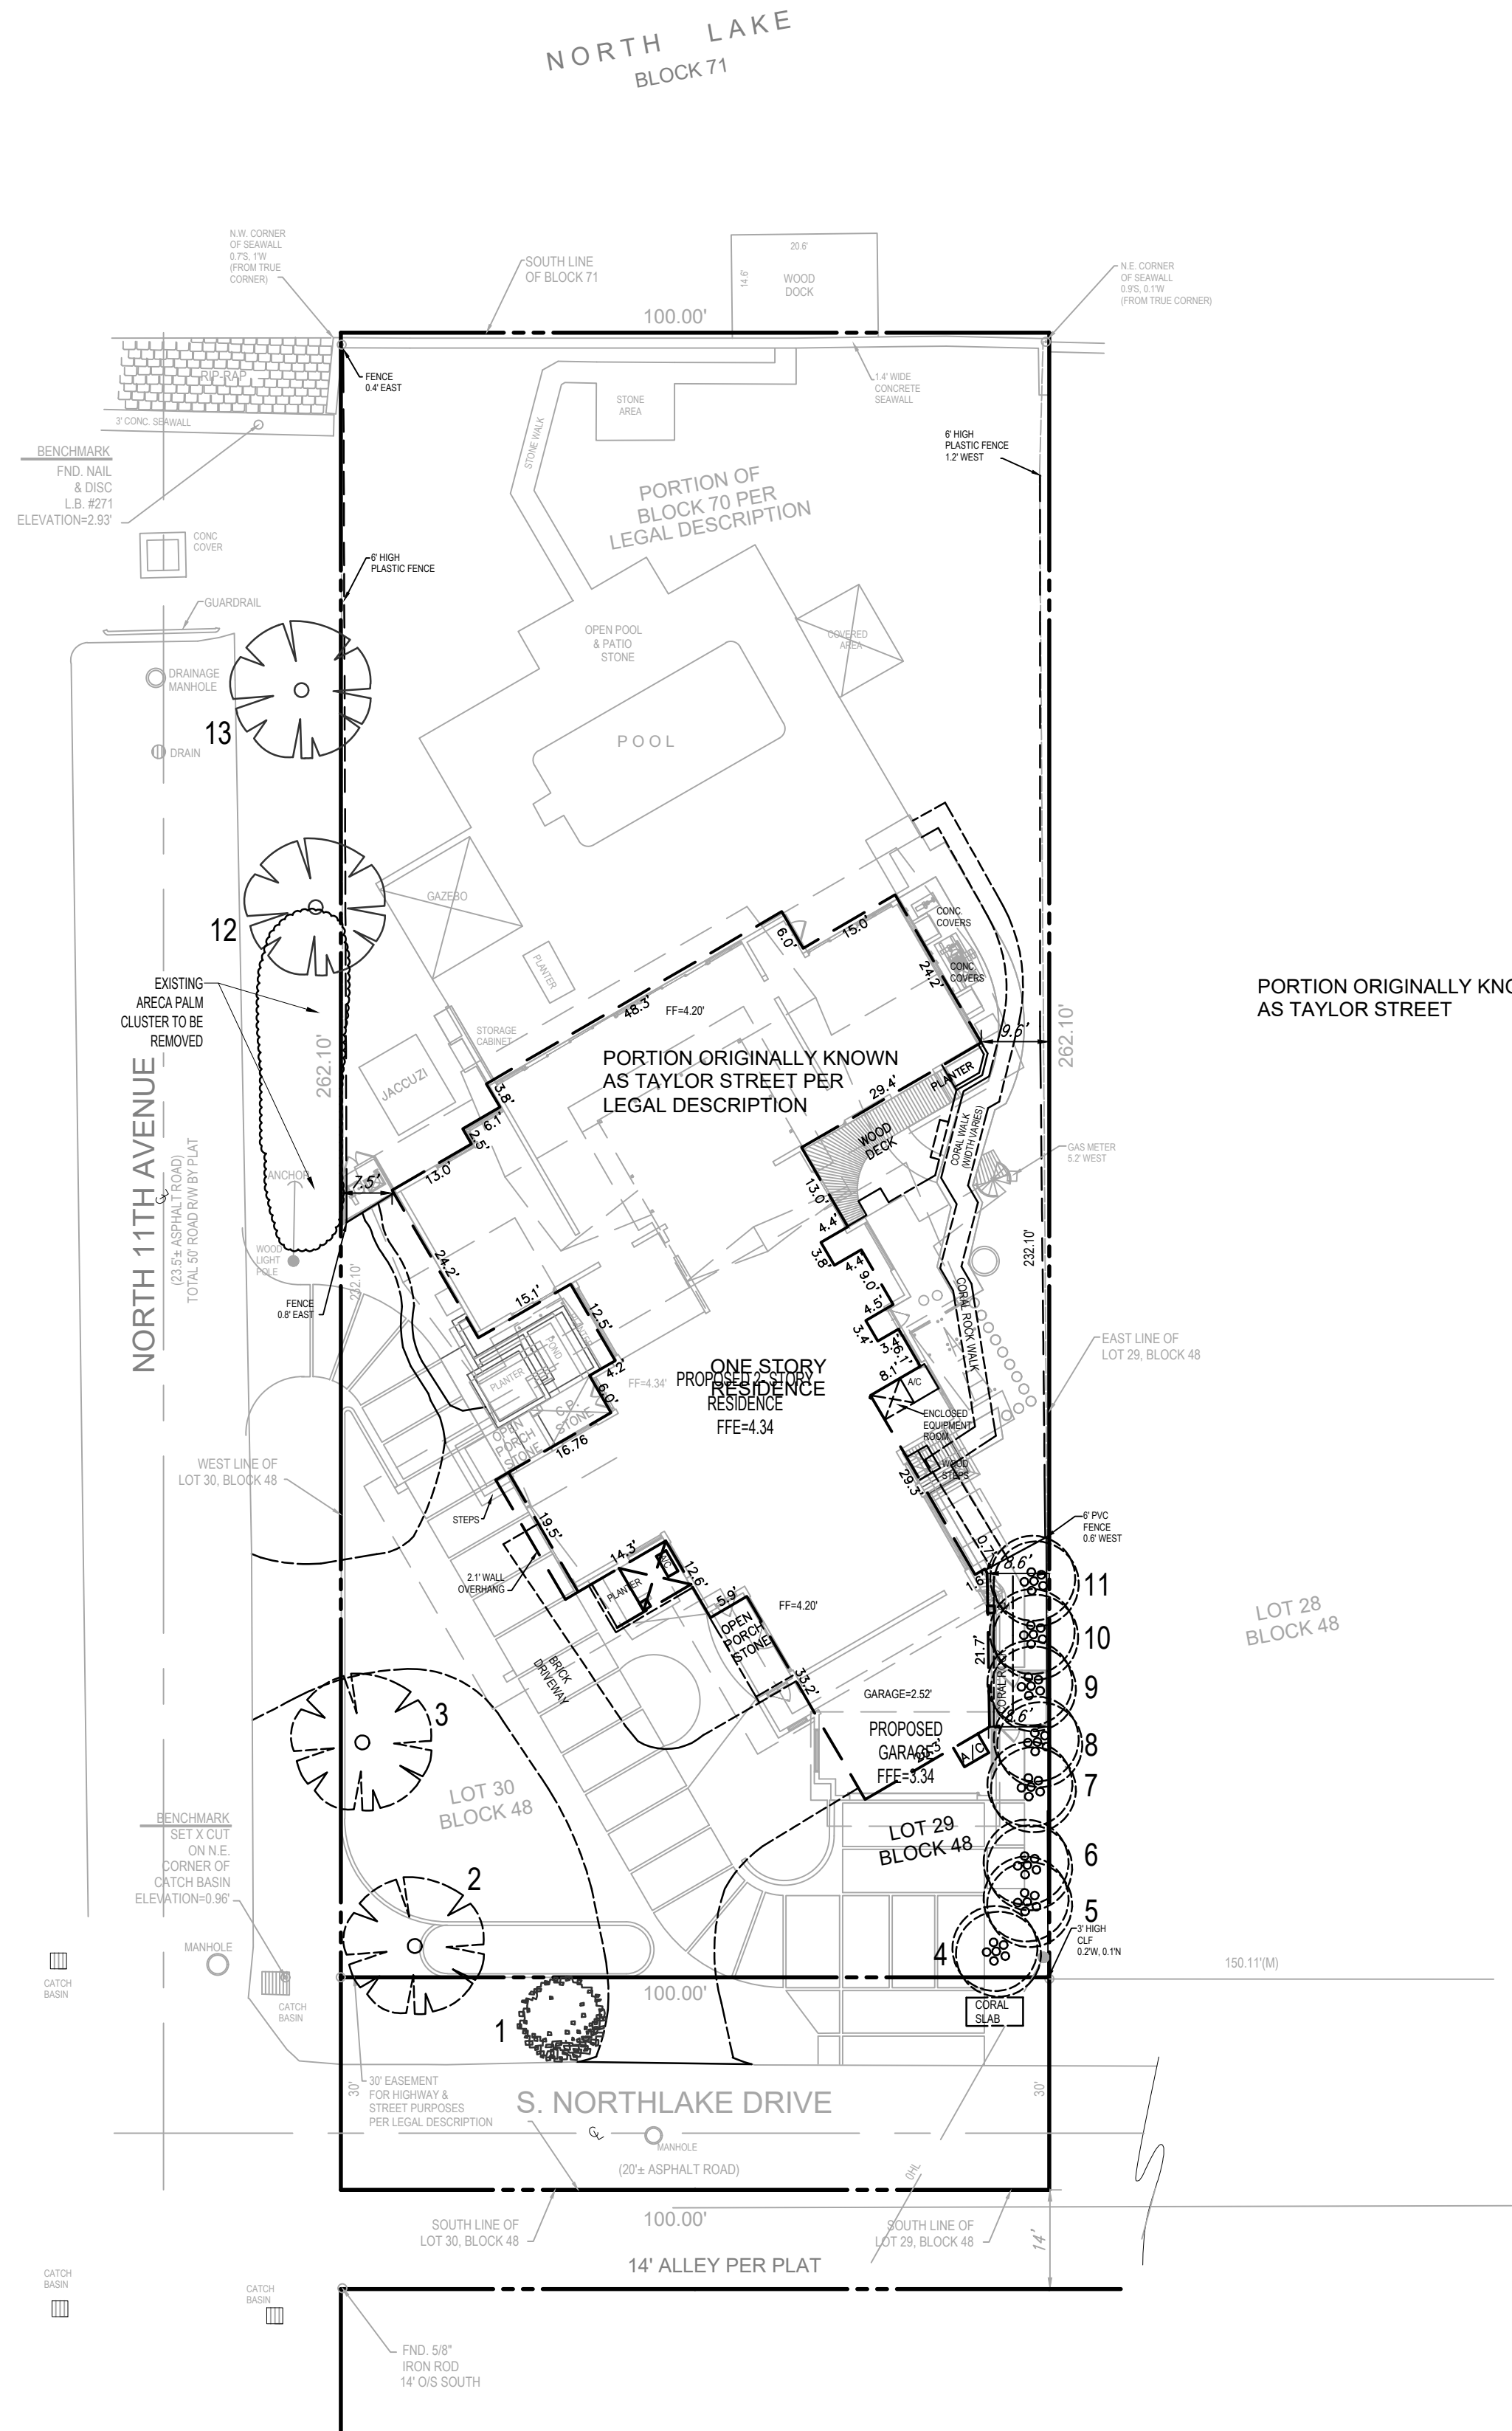 NORTH LAKE
BLOCK 71
N.W. CORNER
OF SEAWALL
0.7'S, 1'W
(FROM TRUE
CORNER)
SOUTH LINE
OF BLOCK 71
20.6'
14.6'
WOOD
DOCK
N.E. CORNER
OF SEAWALL
0.9'S, 0.1'W
(FROM TRUE CORNER)
100.00'
RIP-RAP
3' CONC. SEAWALL
FENCE
0.4' EAST
STONE
AREA
1.4' WIDE
CONCRETE
SEAWALL
STONE WALK
6' HIGH
PLASTIC FENCE
1.2' WEST
BENCHMARK
FND. NAIL
& DISC
L.B. #271
ELEVATION=2.93'
PORTION OF
BLOCK 70 PER
LEGAL DESCRIPTION
CONC
COVER
6' HIGH
PLASTIC FENCE
GUARDRAIL
OPEN POOL
& PATIO
STONE
COVERED
AREA
DRAINAGE
MANHOLE
13
DRAIN
POOL
GAZEBO
12
CONC.
COVERS
CONC.
COVERS
6.0'
15.0'
24.2'
PLANTER
EXISTING
ARECA PALM
CLUSTER TO BE
REMOVED
48.3'
FF=4.20'
STORAGE
CABINET
PORTION ORIGINALLY KNO
AS TAYLOR STREET
262.10'
9.6'
262.10'
PORTION ORIGINALLY KNOWN
AS TAYLOR STREET PER
LEGAL DESCRIPTION
JACCUZI
3.8'
6.1'
2.5'
13.0'
29.4'
PLANTER
WOOD
DECK
CORAL WALK
(WIDTH VARIES)
GAS METER
5.2' WEST
NORTH 11TH AVENUE
(23.5'± ASPHALT ROAD)
TOTAL 50' ROAD R/W BY PLAT
ANCHOR
7.5'
13.0'
4.4'
3.8'
4.4'
9.0'
4.5'
3.4'
3.4
6.1'
8.1'
WOOD
LIGHT
POLE
232.10'
232.10'
24.2'
FENCE
0.8' EAST
15.1'
12.5'
CORAL ROCK WALK
EAST LINE OF
LOT 29, BLOCK 48
POND
PLANTER
4.2'
6.0'
FF=4.34'
ONE STORY
RESIDENCE
PROPOSED 2- STORY
RESIDENCE
FFE=4.34
A/C
ENCLOSED
EQUIPMENT
ROOM
OPEN
PORCH
STONE
STONE
16.76
WOOD
STEPS
29.3'
WEST LINE OF
LOT 30, BLOCK 48
STEPS
19.5'
6' PVC
FENCE
0.6' WEST
14.3'
A/C
12.6'
0.7'
8.6'
1.6'
2.1' WALL
OVERHANG
PLANTER
5.9'
FF=4.20'
11
OPEN
PORCH
STONE
10
LOT 28
BLOCK 48
21.7'
BRICK
DRIVEWAY
33.2'
CORAL ROCK
9
3
GARAGE=2.52'
8.6'
PROPOSED
GARAGE
FFE=3.34
A/C
8
7
LOT 30
BLOCK 48
BENCHMARK
SET X CUT
ON N.E.
CORNER OF
CATCH BASIN
ELEVATION=0.96'
LOT 29
BLOCK 48
6
2
5
3' HIGH
CLF
0.2'W, 0.1'N
4
MANHOLE
150.11'(M)
CATCH
BASIN
CATCH
BASIN
100.00'
CORAL
SLAB
1
30'
30' EASEMENT
FOR HIGHWAY &
STREET PURPOSES
PER LEGAL DESCRIPTION
30'
S. NORTHLAKE DRIVE
MANHOLE
(20'± ASPHALT ROAD)
OHL
SOUTH LINE OF
LOT 30, BLOCK 48
100.00'
SOUTH LINE OF
LOT 29, BLOCK 48
14'
14' ALLEY PER PLAT
CATCH
BASIN
CATCH
BASIN
FND. 5/8"
IRON ROD
14' O/S SOUTH